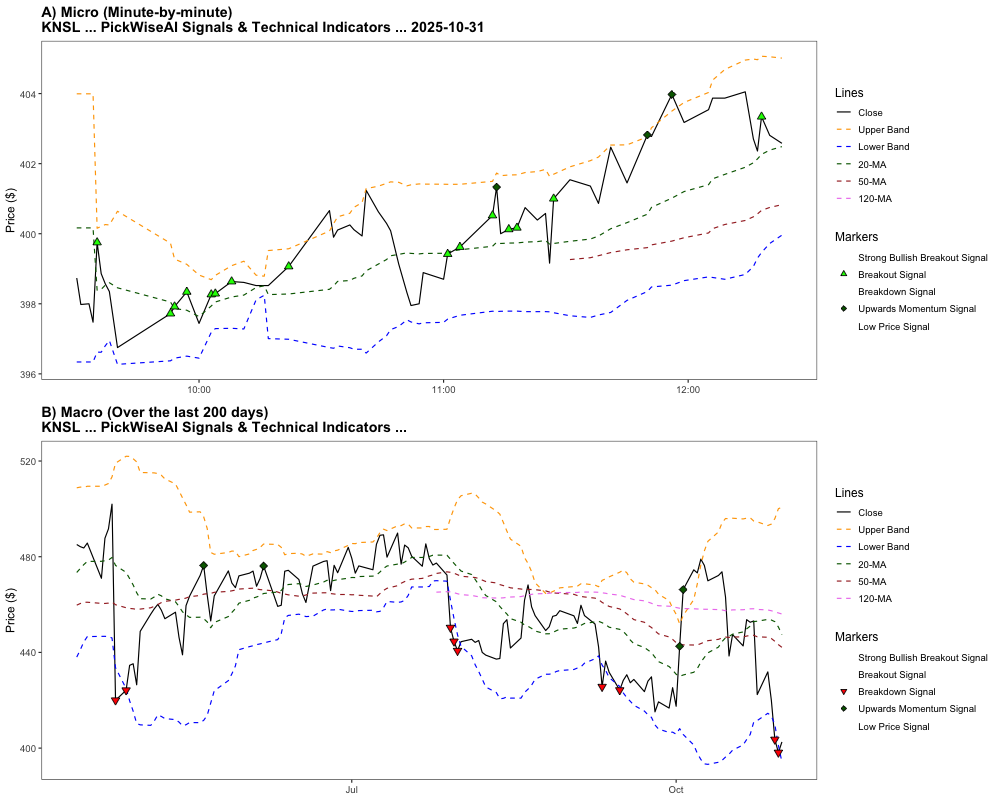 A) Micro (Minute-by-minute)
KNSL ... PickWiseAI Signals & Technical Indicators ... 2025-10-31
Price ($)
404
402
400
398
396
10:00
11:00
12:00
Lines
Close
Upper Band
Lower Band
20-MA
50-MA
120-MA
Markers
Strong Bullish Breakout Signal
Breakout Signal
Breakdown Signal
Upwards Momentum Signal
Low Price Signal
B) Macro (Over the last 200 days)
KNSL ... PickWiseAI Signals & Technical Indicators ...
Price ($)
520
480
440
400
Jul
Oct
Lines
Close
Upper Band
Lower Band
20-MA
50-MA
120-MA
Markers
Strong Bullish Breakout Signal
Breakout Signal
Breakdown Signal
Upwards Momentum Signal
Low Price Signal